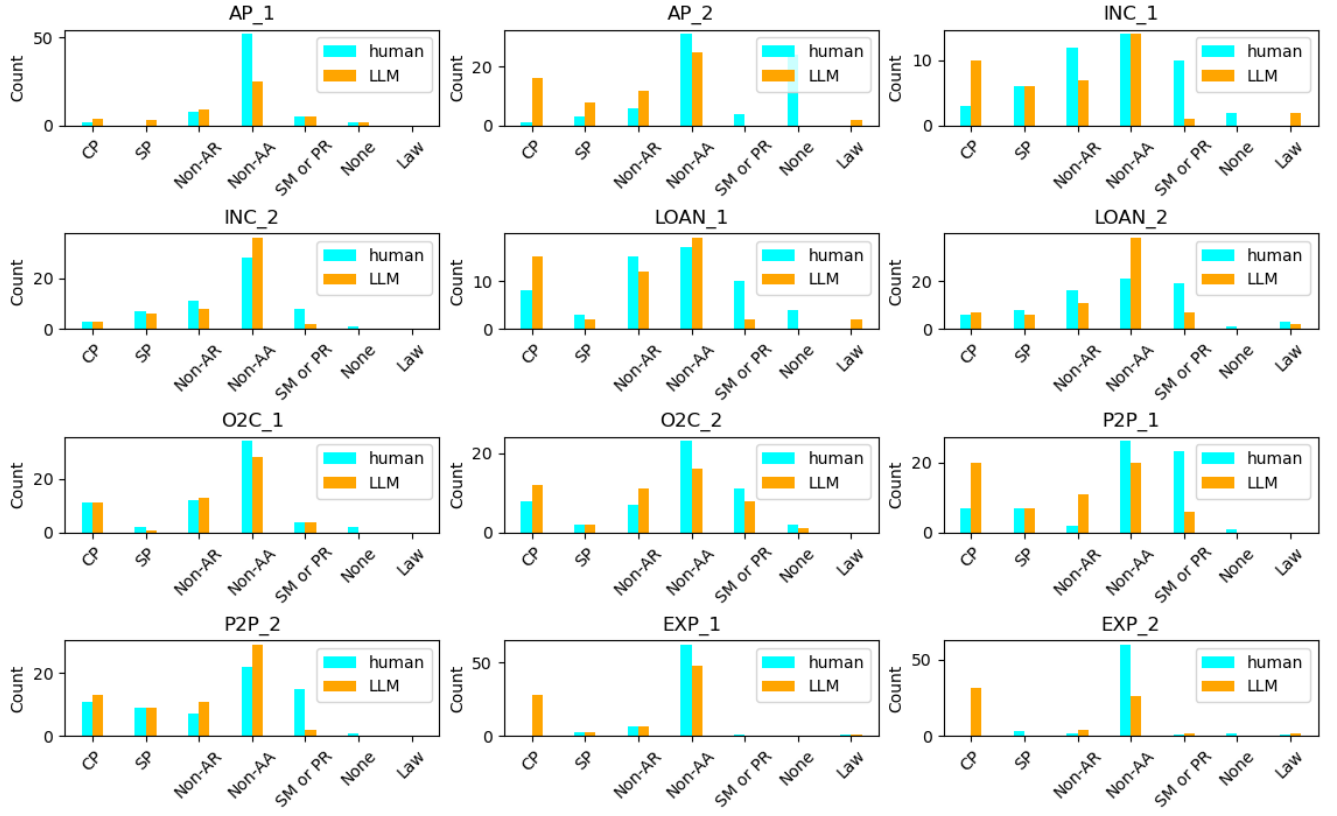 AP_1
Count
50
0
human
LLM
CP
SP
Non-AR
Non-AA
SM or PR
None
Law
AP_2
Count
20
0
human
LLM
CP
SP
Non-AR
Non-AA
SM or PR
None
Law
INC_1
Count
10
0
human
LLM
CP
SP
Non-AR
Non-AA
SM or PR
None
Law
INC_2
Count
20
0
human
LLM
CP
SP
Non-AR
Non-AA
SM or PR
None
Law
LOAN_1
Count
10
0
human
LLM
CP
SP
Non-AR
Non-AA
SM or PR
None
Law
LOAN_2
Count
20
0
human
LLM
CP
SP
Non-AR
Non-AA
SM or PR
None
Law
O2C_1
Count
20
0
human
LLM
CP
SP
Non-AR
Non-AA
SM or PR
None
Law
O2C_2
Count
20
0
human
LLM
CP
SP
Non-AR
Non-AA
SM or PR
None
Law
P2P_1
Count
20
0
human
LLM
CP
SP
Non-AR
Non-AA
SM or PR
None
Law
P2P_2
Count
20
0
human
LLM
CP
SP
Non-AR
Non-AA
SM or PR
None
Law
EXP_1
Count
50
0
human
LLM
CP
SP
Non-AR
Non-AA
SM or PR
None
Law
EXP_2
Count
50
0
human
LLM
CP
SP
Non-AR
Non-AA
SM or PR
None
Law